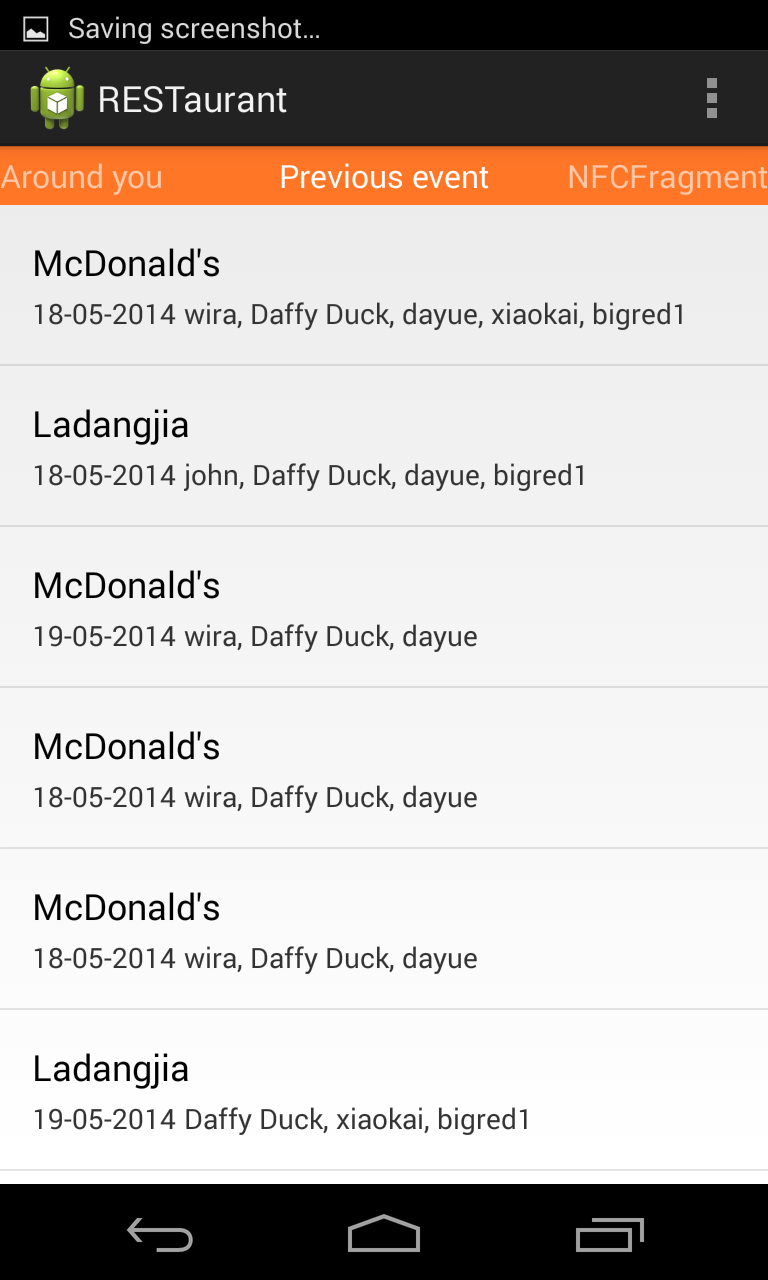 Saving screenshot...
RESTaurant
Around you Previous event NFCFragment
McDonald's
18-05-2014 wira, Daffy Duck, dayue, xiaokai, bigred1
Ladangjia
18-05-2014 john, Daffy Duck, dayue, bigred1
McDonald's
19-05-2014 wira, Daffy Duck, dayue
McDonald's
18-05-2014 wira, Daffy Duck, dayue
McDonald's
18-05-2014 wira, Daffy Duck, dayue
Ladangjia
19-05-2014 Daffy Duck, xiaokai, bigred1